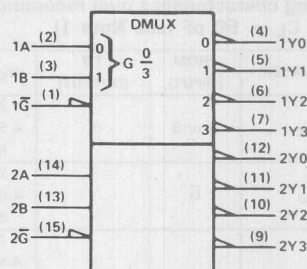 DMUX
1A (2) 0 G 0/3 0 (4) 1Y0
1B (3) 1 1 (5) 1Y1
1G̅ (1) 2 (6) 1Y2
3 (7) 1Y3
2A (14) (12) 2Y0
2B (13) (11) 2Y1
(10) 2Y2
2G̅ (15) (9) 2Y3